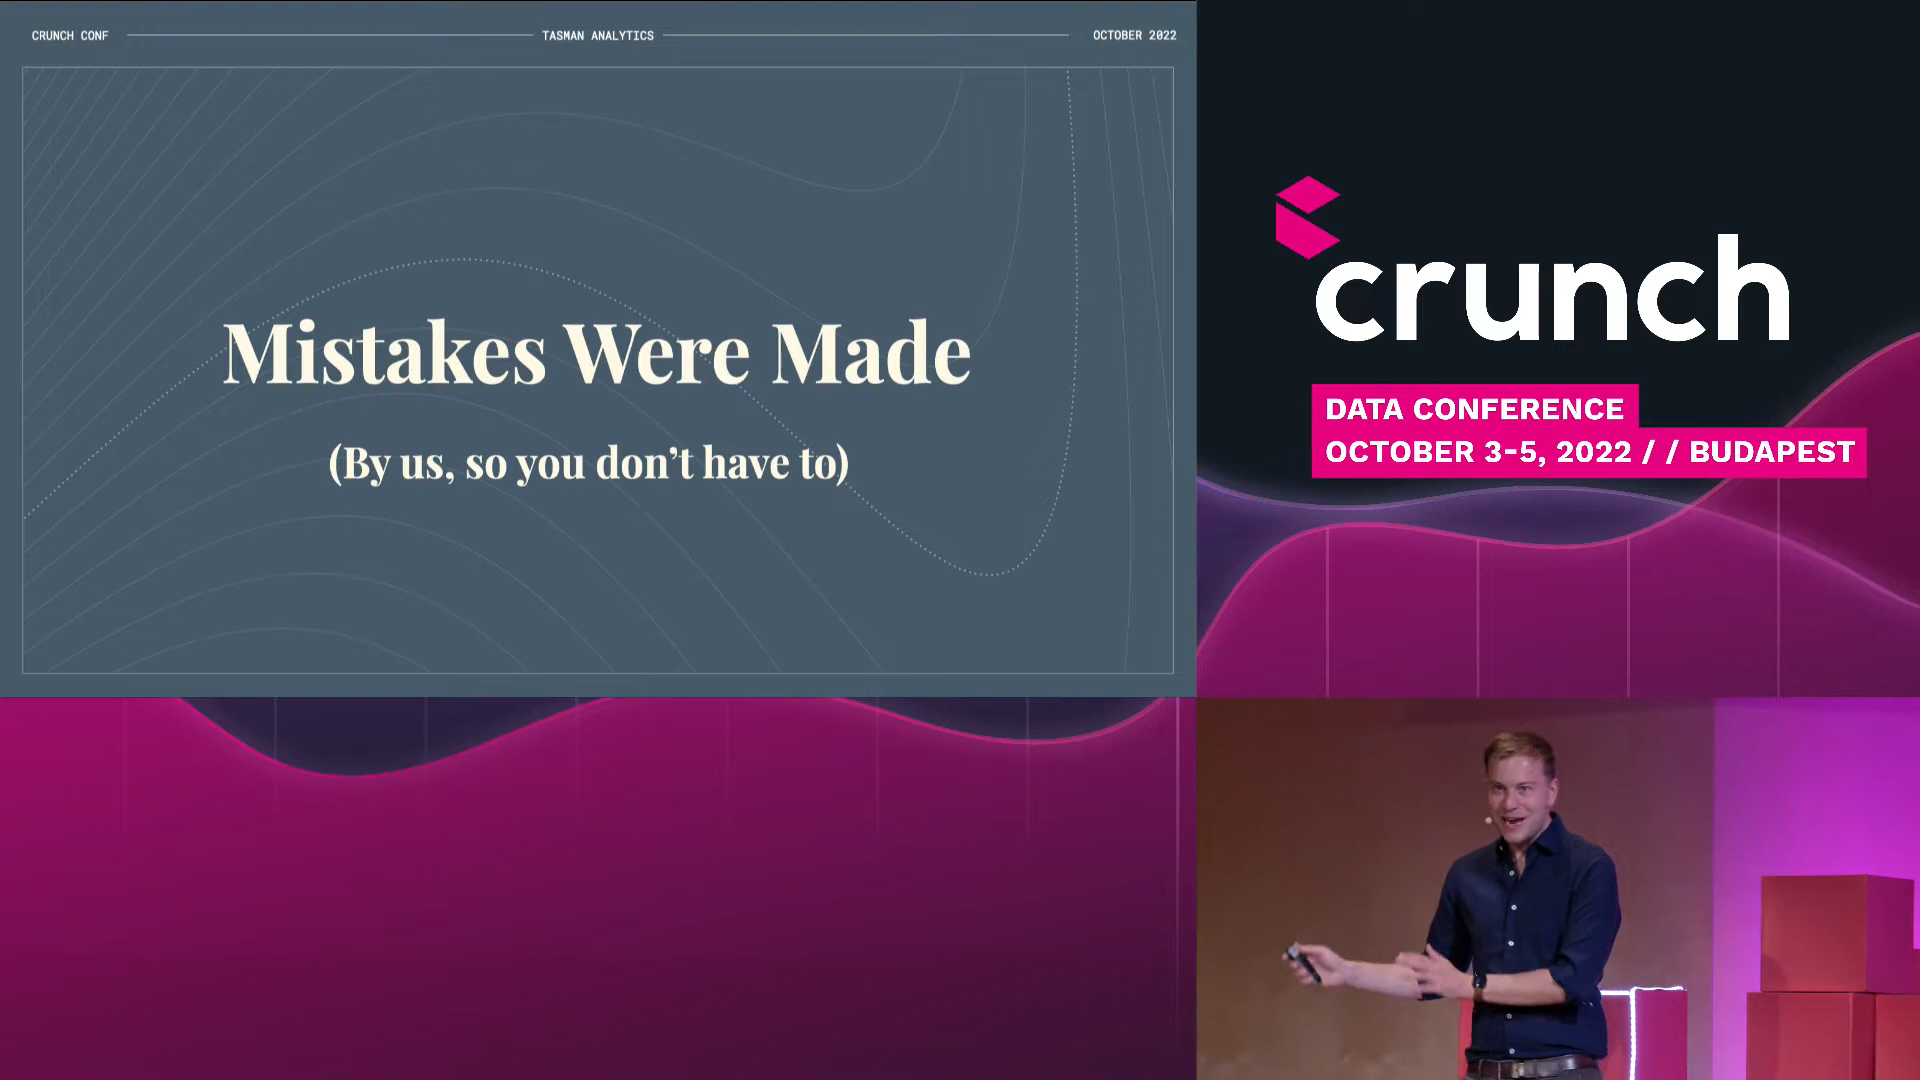 CRUNCH CONF
TASMAN ANALYTICS
OCTOBER 2022
Mistakes Were Made
(By us, so you don’t have to)
crunch
DATA CONFERENCE
OCTOBER 3-5, 2022 // BUDAPEST